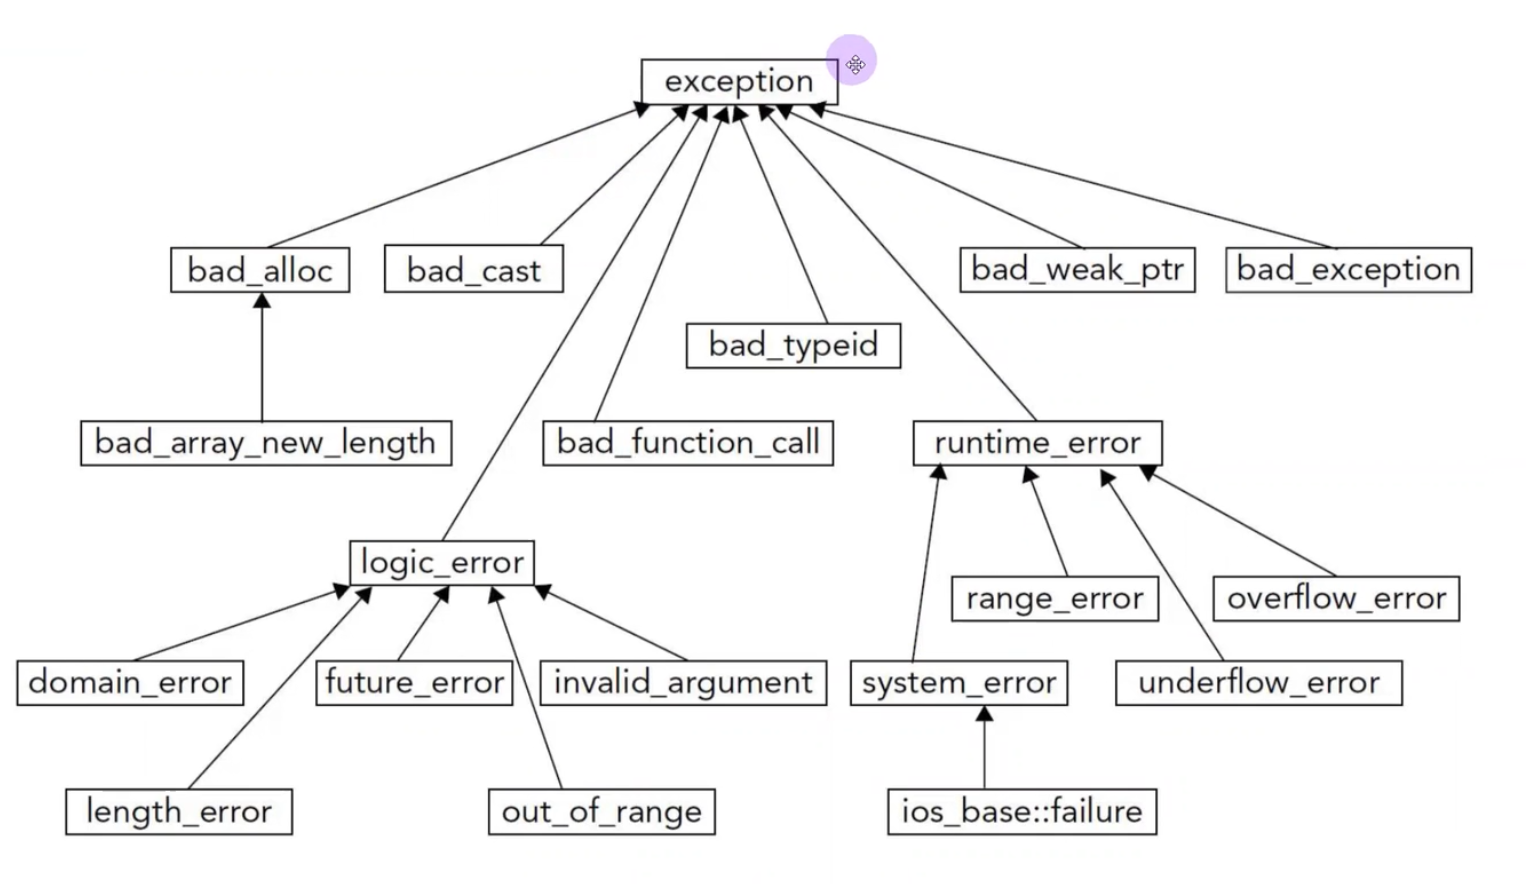 exception
bad_alloc
bad_cast
bad_weak_ptr
bad_exception
bad_typeid
bad_array_new_length
bad_function_call
runtime_error
logic_error
range_error
overflow_error
domain_error
future_error
invalid_argument
system_error
underflow_error
length_error
out_of_range
ios_base::failure